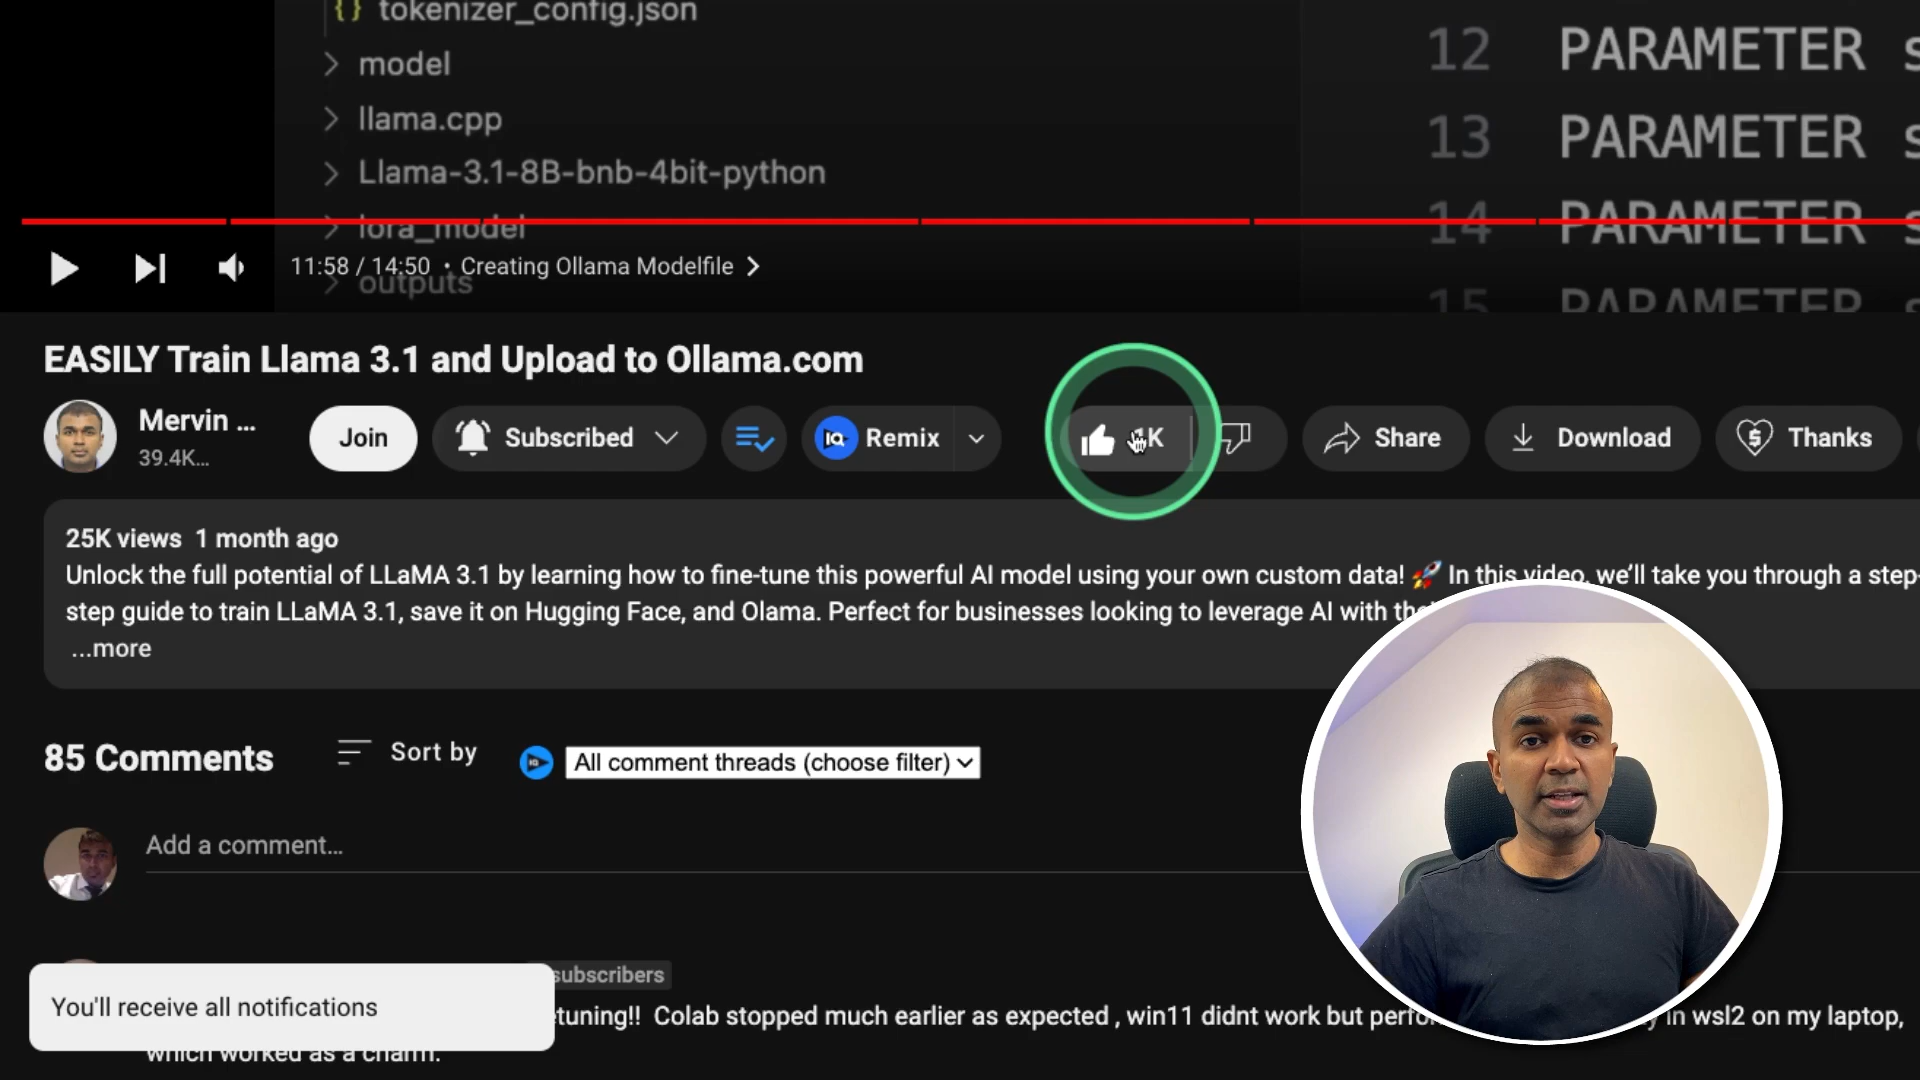 {} tokenizer_config.json
> model
> llama.cpp
> Llama-3.1-8B-bnb-4bit-python
> lora_model
> outputs
12 PARAMETER
13 PARAMETER
14 PARAMETER
15 PARAMETER
11:58 / 14:50 • Creating Ollama Modelfile >
EASILY Train Llama 3.1 and Upload to Ollama.com
Mervin ...
39.4K...
Join
Subscribed
Remix
1K
Share
Download
Thanks
25K views 1 month ago
Unlock the full potential of LLaMA 3.1 by learning how to fine-tune this powerful AI model using your own custom data! 🚀 In this video, we’ll take you through a step-
step guide to train LLaMA 3.1, save it on Hugging Face, and Olama. Perfect for businesses looking to leverage AI with
...more
85 Comments
Sort by
All comment threads (choose filter)
Add a comment...
subscribers
You'll receive all notifications
etuning!! Colab stopped much earlier as expected , win11 didnt work but in wsl2 on my laptop,
which worked as a charm.